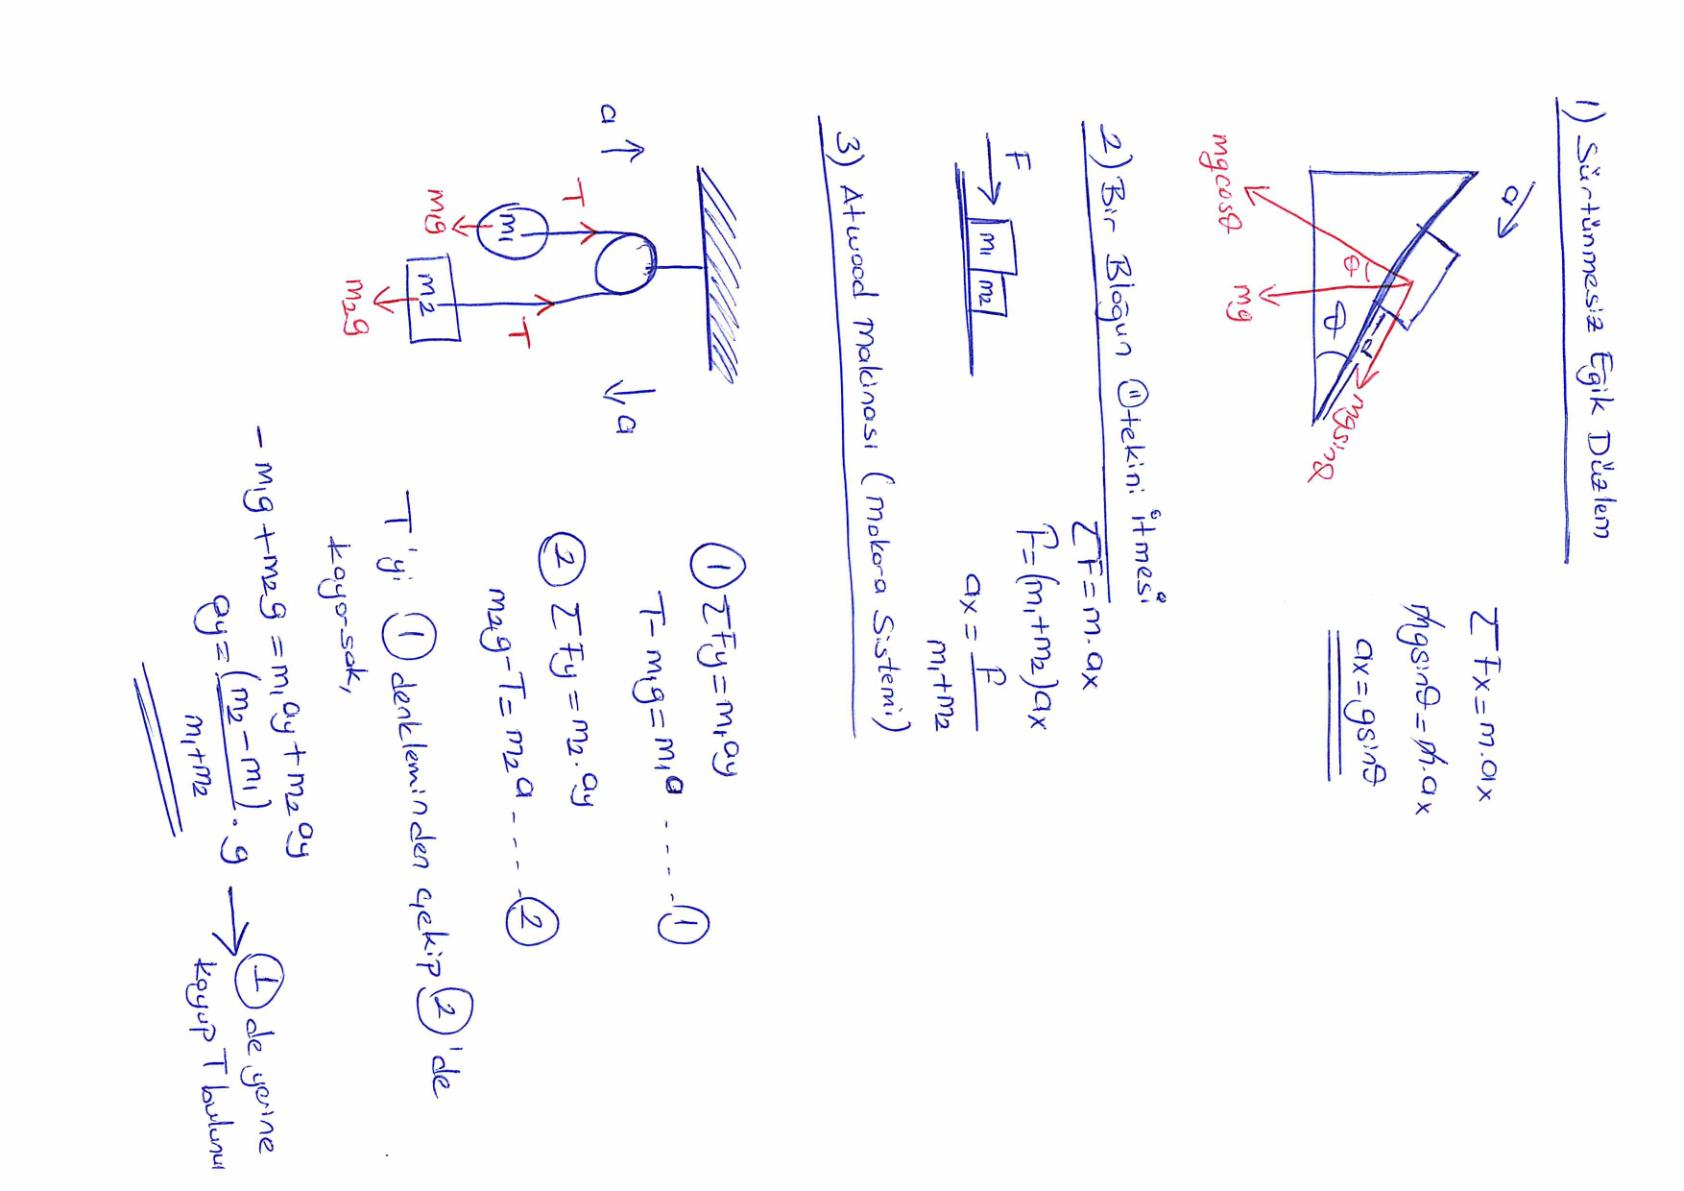 1) Sürtünmesiz Eğik Düzlem
a
θ
θ
d
mgcosθ
mg
mgsinθ
ΣFx = m.ax
mgsinθ = m.ax
ax = gsinθ
2) Bir Bloğun ötekini itmesi
F
m1
m2
ΣF = m.ax
F = (m1+m2)ax
ax = F
m1+m2
3) Atwood Makinası (Makara Sistemi)
a
a
T
T
m1
m2
m1g
m2g
① ΣFy = m1ay
T - m1g = m1a ..... ①
② ΣFy = m2.ay
m2g - T = m2a .... ②
T'yi ① denkleminden çekip ②'de
koyarsak,
- m1g + m2g = m1ay + m2ay
ay = (m2 - m1) . g → ① de yerine
m1+m2
koyup T bulunur